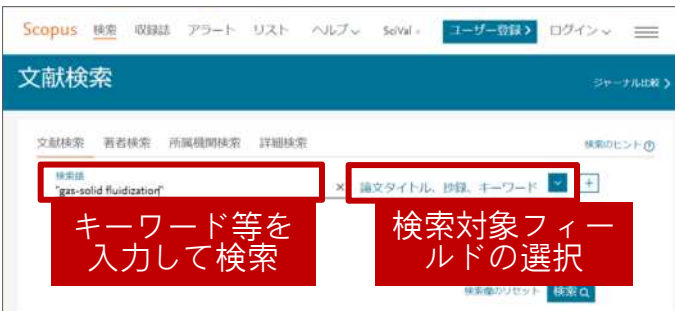 Scopus 検索 収録誌 アラート リスト ヘルプ SciVal ユーザー登録 ログイン
文献検索 ジャーナル比較
文献検索 著者検索 所属機関検索 詳細検索 検索のヒント
検索語
"gas-solid fluidization" × 論文タイトル、抄録、キーワード +
キーワード等を
入力して検索
検索対象フィー
ルドの選択
検索欄のリセット 検索